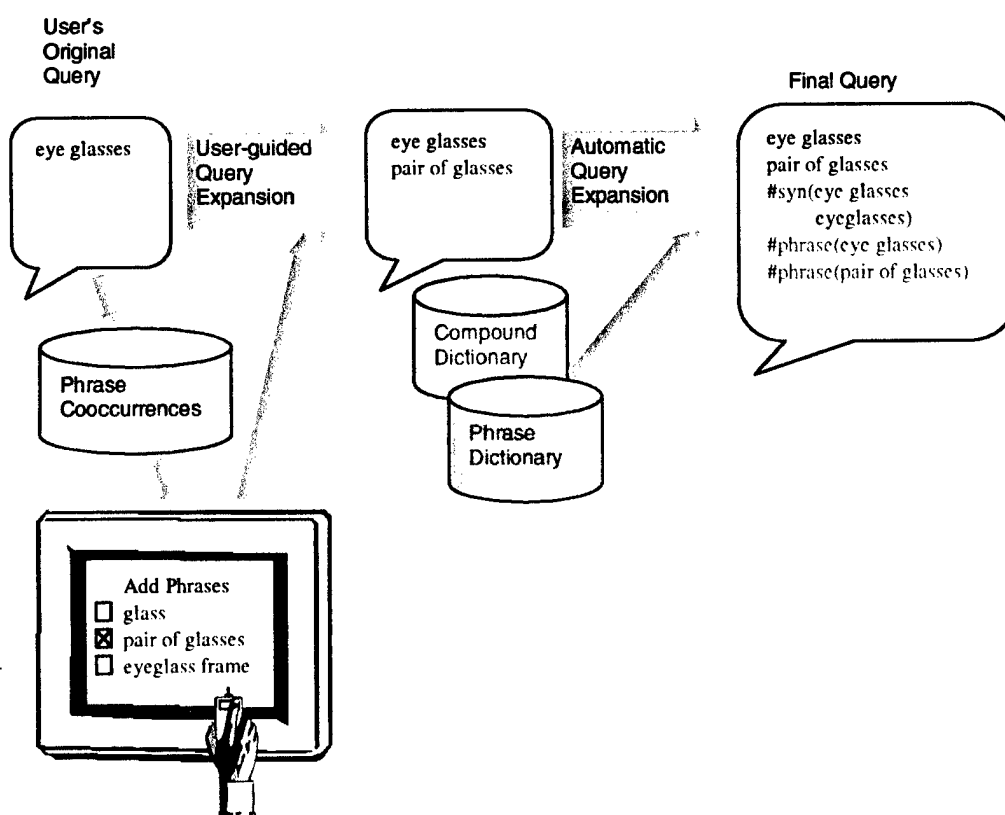 User's
Original
Query
eye glasses
User-guided
Query
Expansion
eye glasses
pair of glasses
Automatic
Query
Expansion
Final Query
eye glasses
pair of glasses
#syn(eye glasses
eyeglasses)
#phrase(eye glasses)
#phrase(pair of glasses)
Phrase
Cooccurrences
Compound
Dictionary
Phrase
Dictionary
Add Phrases
glass
pair of glasses
eyeglass frame